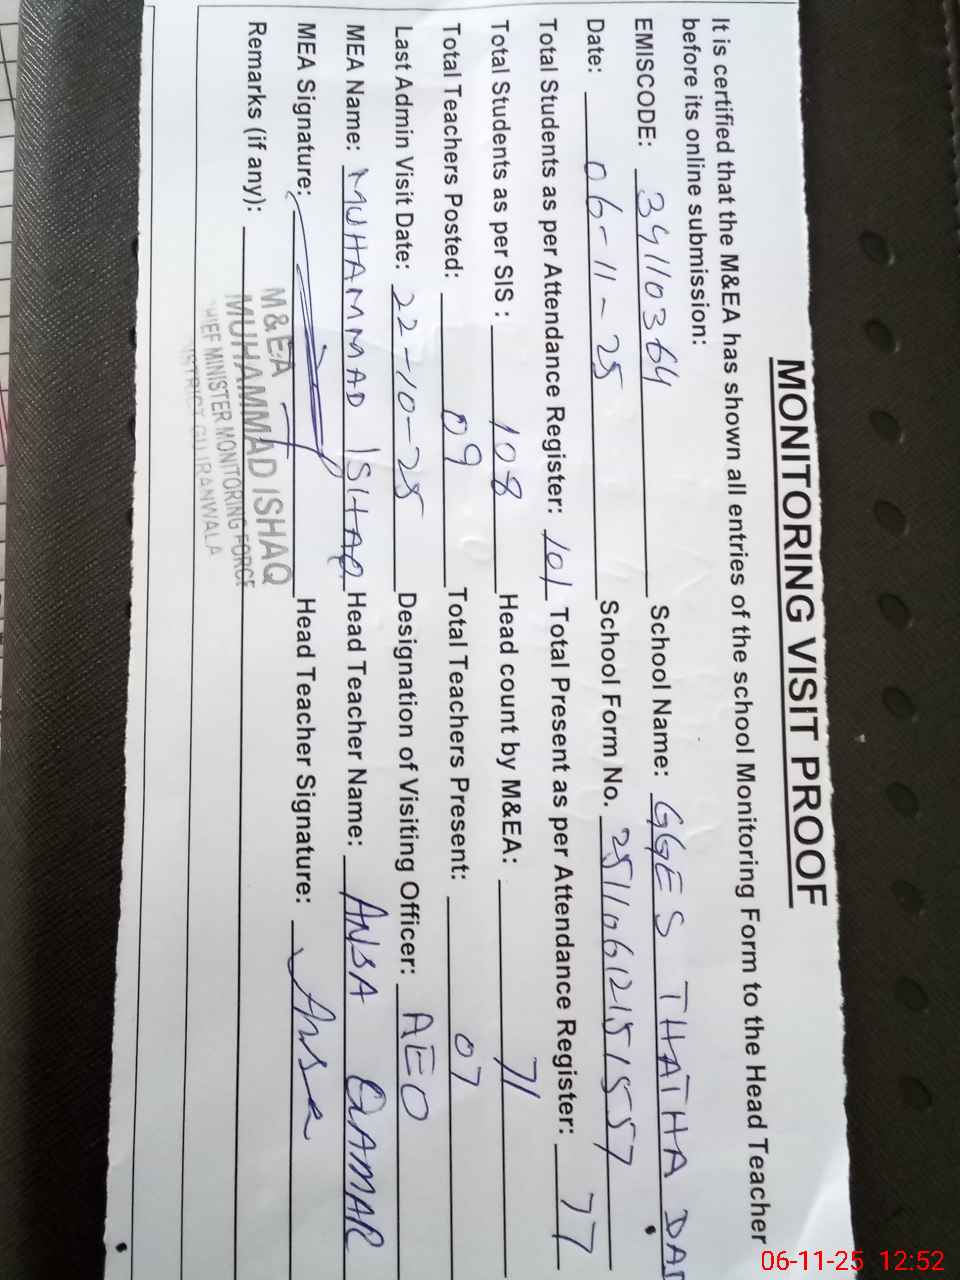 MONITORING VISIT PROOF
It is certified that the M&EA has shown all entries of the school Monitoring Form to the Head Teacher
before its online submission:
EMISCODE: 34110364 School Name: GGES THATHA DAD
Date: 06-11-25 School Form No. 25110612151557
Total Students as per Attendance Register: 101 Total Present as per Attendance Register: 77
Total Students as per SIS : 108 Head count by M&EA: 71
Total Teachers Posted: 09 Total Teachers Present: 07
Last Admin Visit Date: 22-10-25 Designation of Visiting Officer: AEO
MEA Name: MUHAMMAD ISHAQ Head Teacher Name: ANSA QAMAR
MEA Signature: Head Teacher Signature: Ansa
Remarks (if any):
M&EA
MUHAMMAD ISHAQ
CHIEF MINISTER MONITORING FORCE
DISTRICT GUJRANWALA
06-11-25 12:52